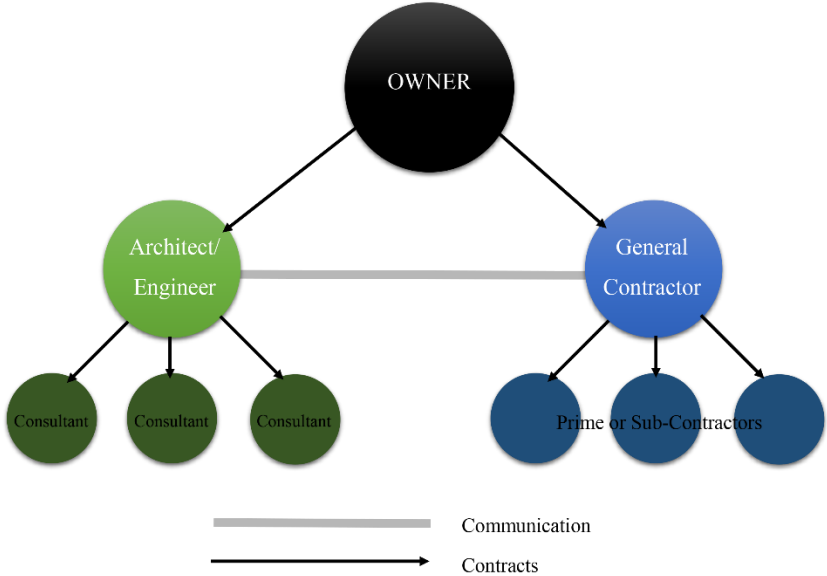 OWNER
Architect/
Engineer
General
Contractor
Consultant
Consultant
Consultant
Prime or Sub-Contractors
Communication
Contracts